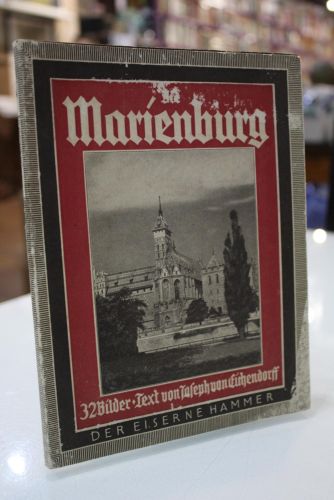 Die
Marienburg
32 Bilder · Text von Joseph von Eichendorff
DER EISERNE HAMMER